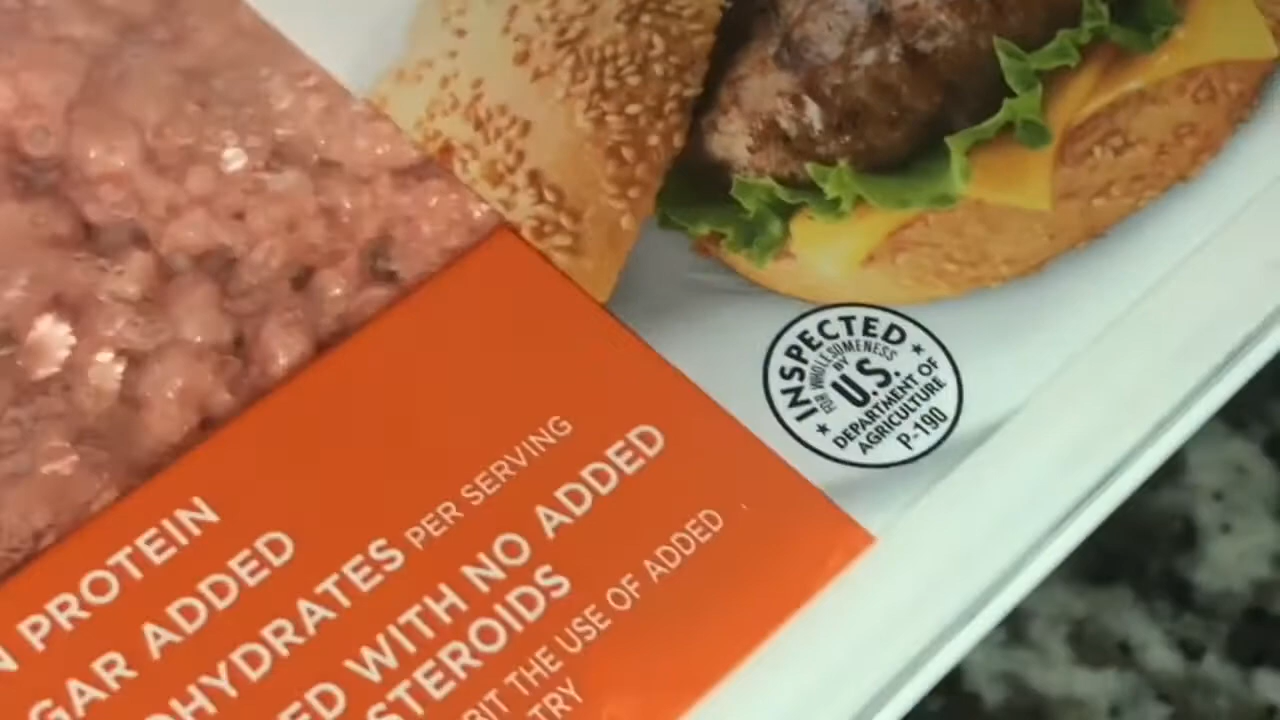 INSPECTED
FOR WHOLESOMENESS
BY
U.S.
DEPARTMENT OF
AGRICULTURE
P-190
N PROTEIN
GAR ADDED
OHYDRATES PER SERVING
ED WITH NO ADDED
STEROIDS
BIT THE USE OF ADDED
TRY